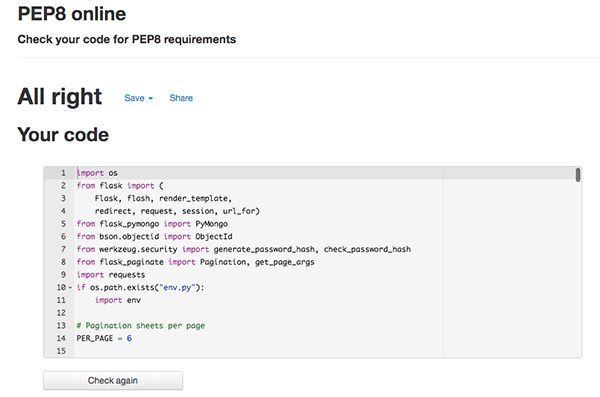 PEP8 online
Check your code for PEP8 requirements
All right Save Share
Your code
1 import os
2 from flask import (
3     Flask, flash, render_template,
4     redirect, request, session, url_for)
5 from flask_pymongo import PyMongo
6 from bson.objectid import ObjectId
7 from werkzeug.security import generate_password_hash, check_password_hash
8 from flask_paginate import Pagination, get_page_args
9 import requests
10 if os.path.exists("env.py"):
11     import env
12
13 # Pagination sheets per page
14 PER_PAGE = 6
15
Check again